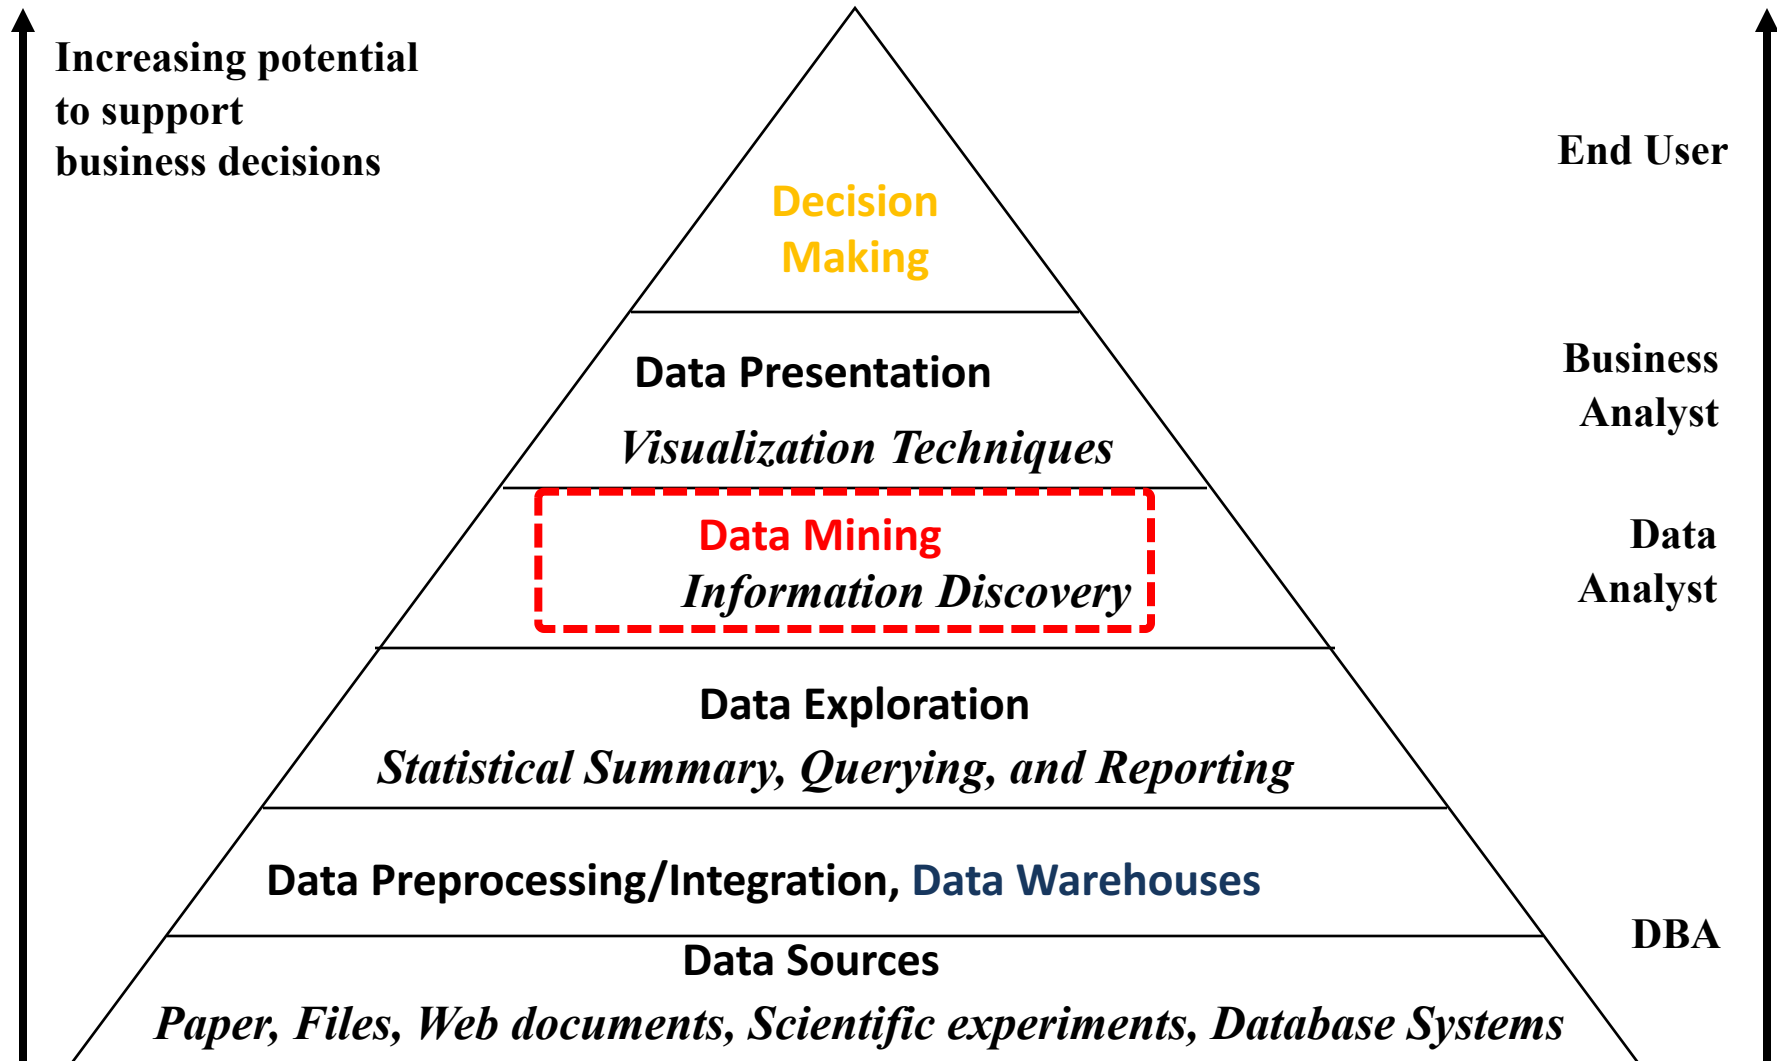 Increasing potential
to support
business decisions
End User
Decision
Making
Data Presentation
Business
Analyst
Visualization Techniques
Data Mining
Data
Information Discovery
Analyst
Data Exploration
Statistical Summary, Querying, and Reporting
Data Preprocessing/Integration, Data Warehouses
DBA
Data Sources
Paper, Files, Web documents, Scientific experiments, Database Systems